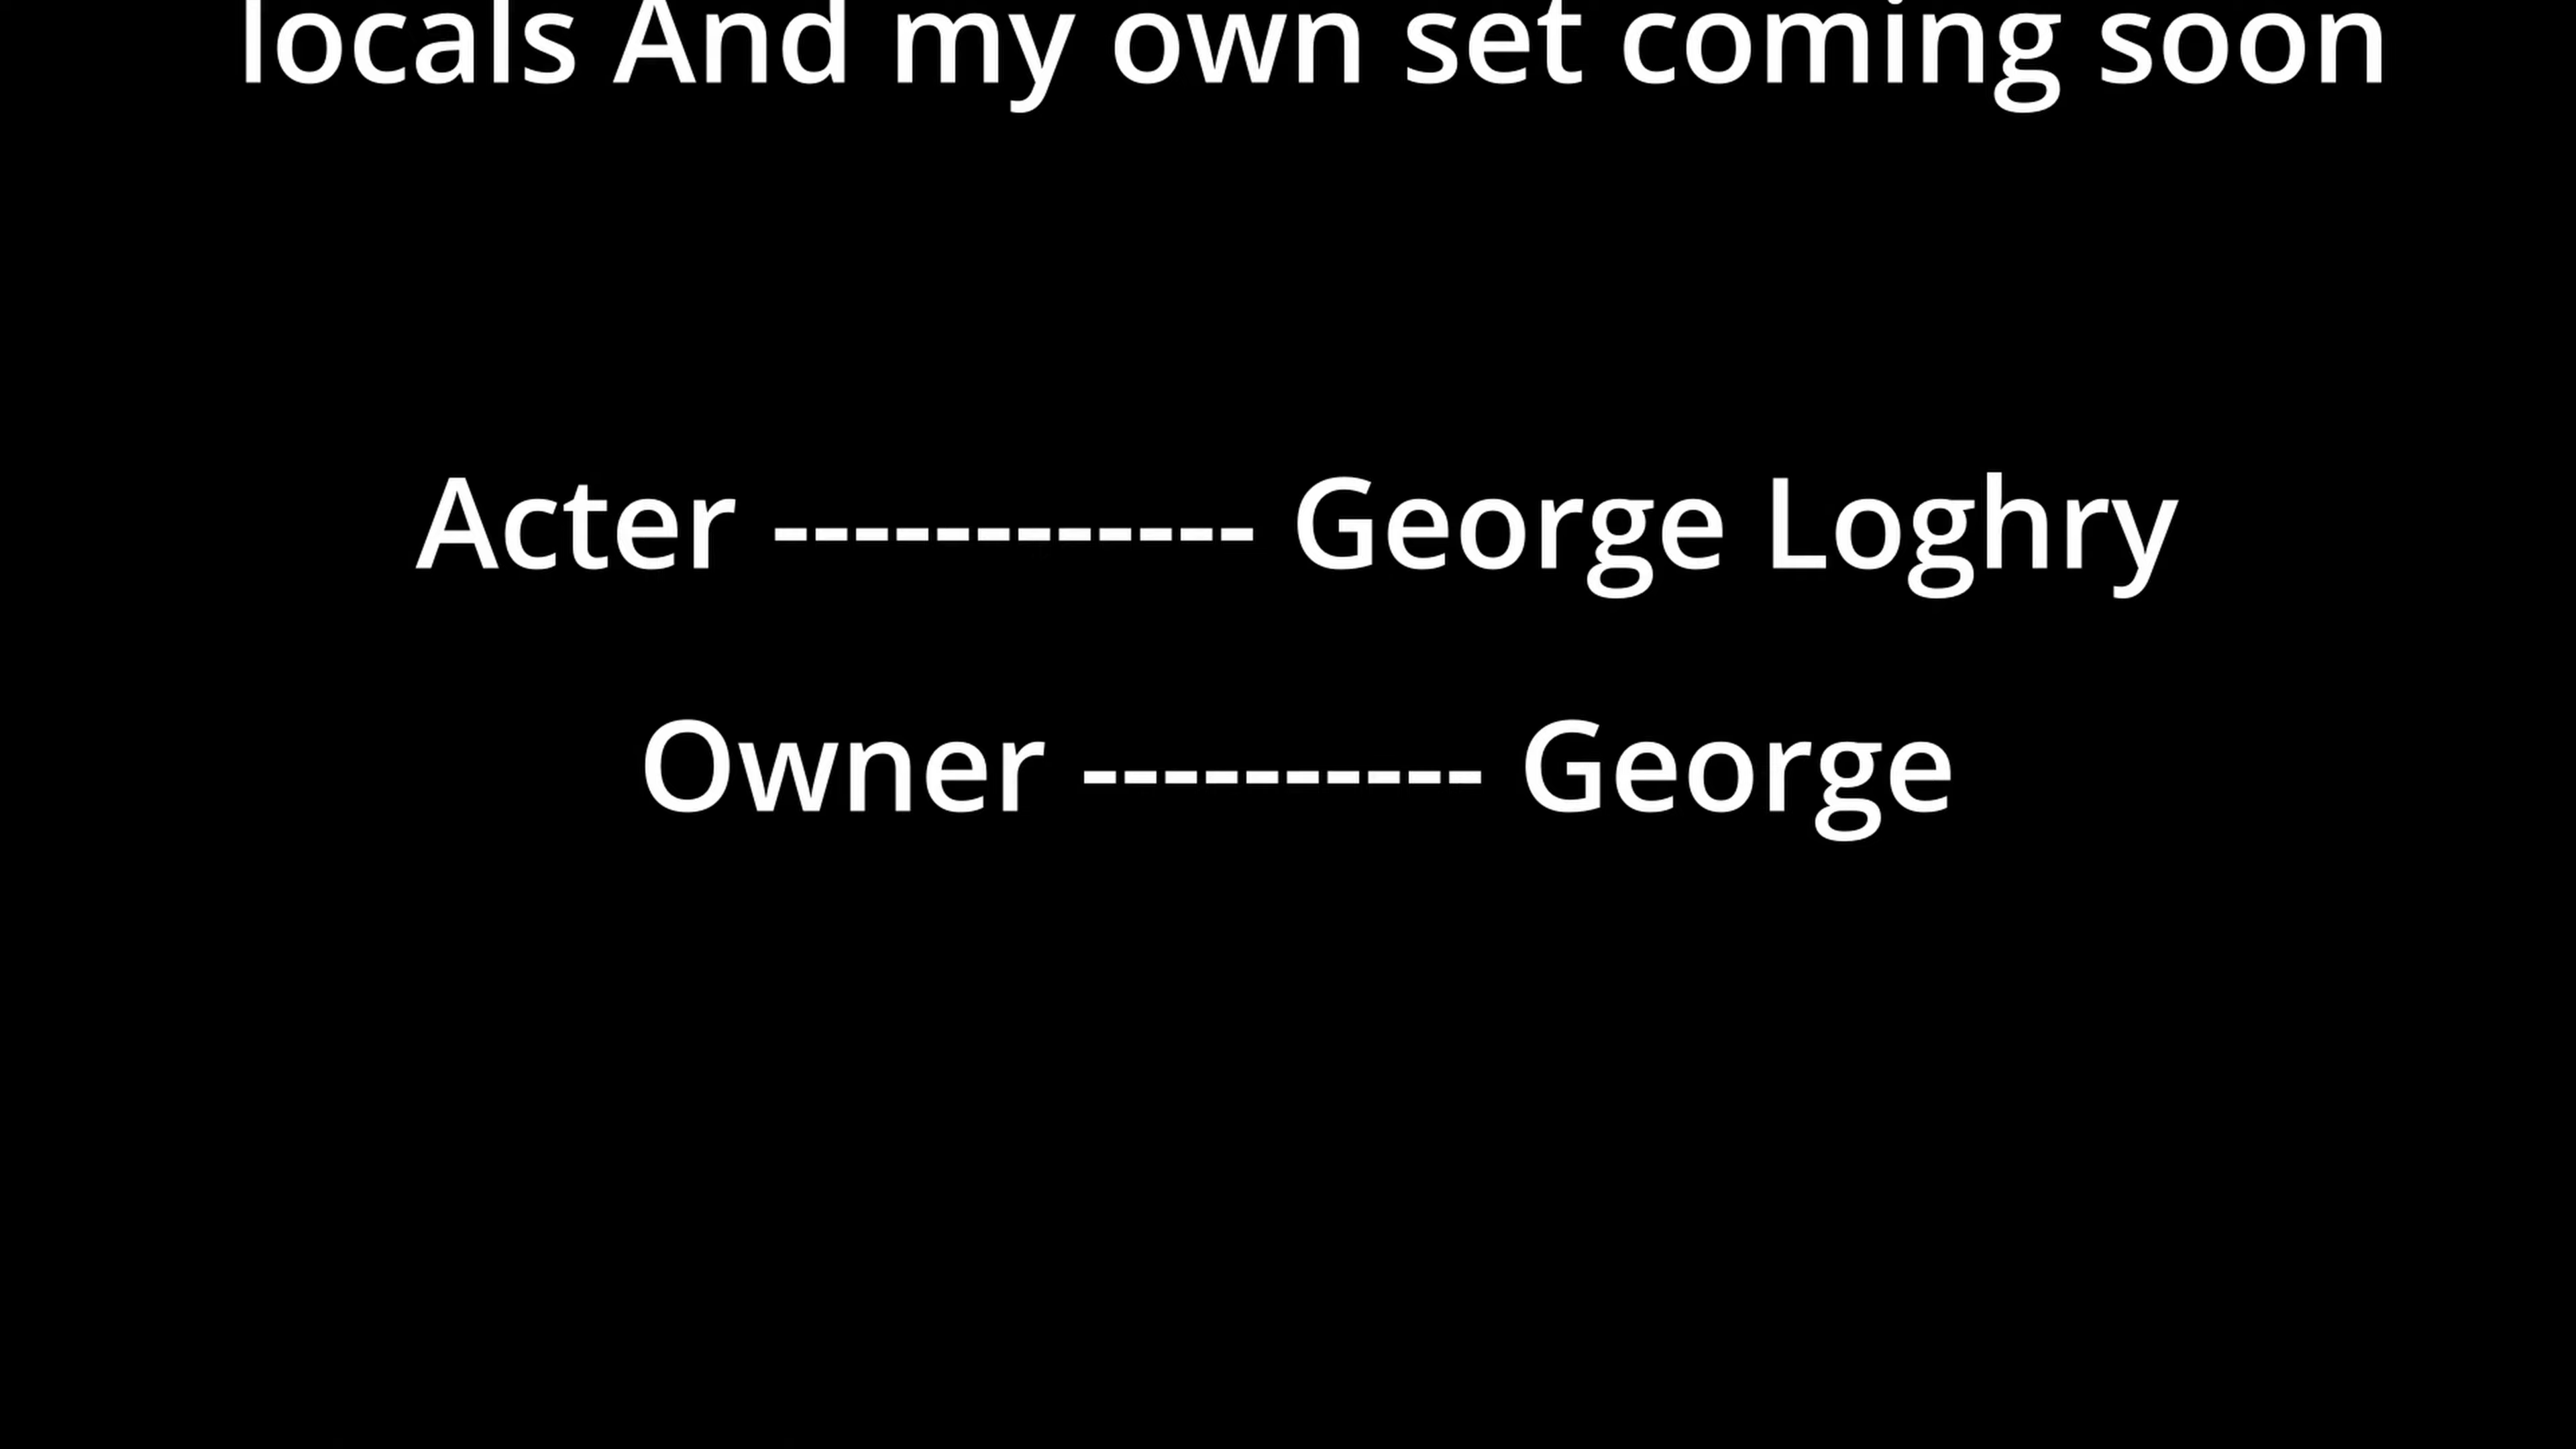 locals And my own set coming soon
Acter ------------ George Loghry
Owner ---------- George